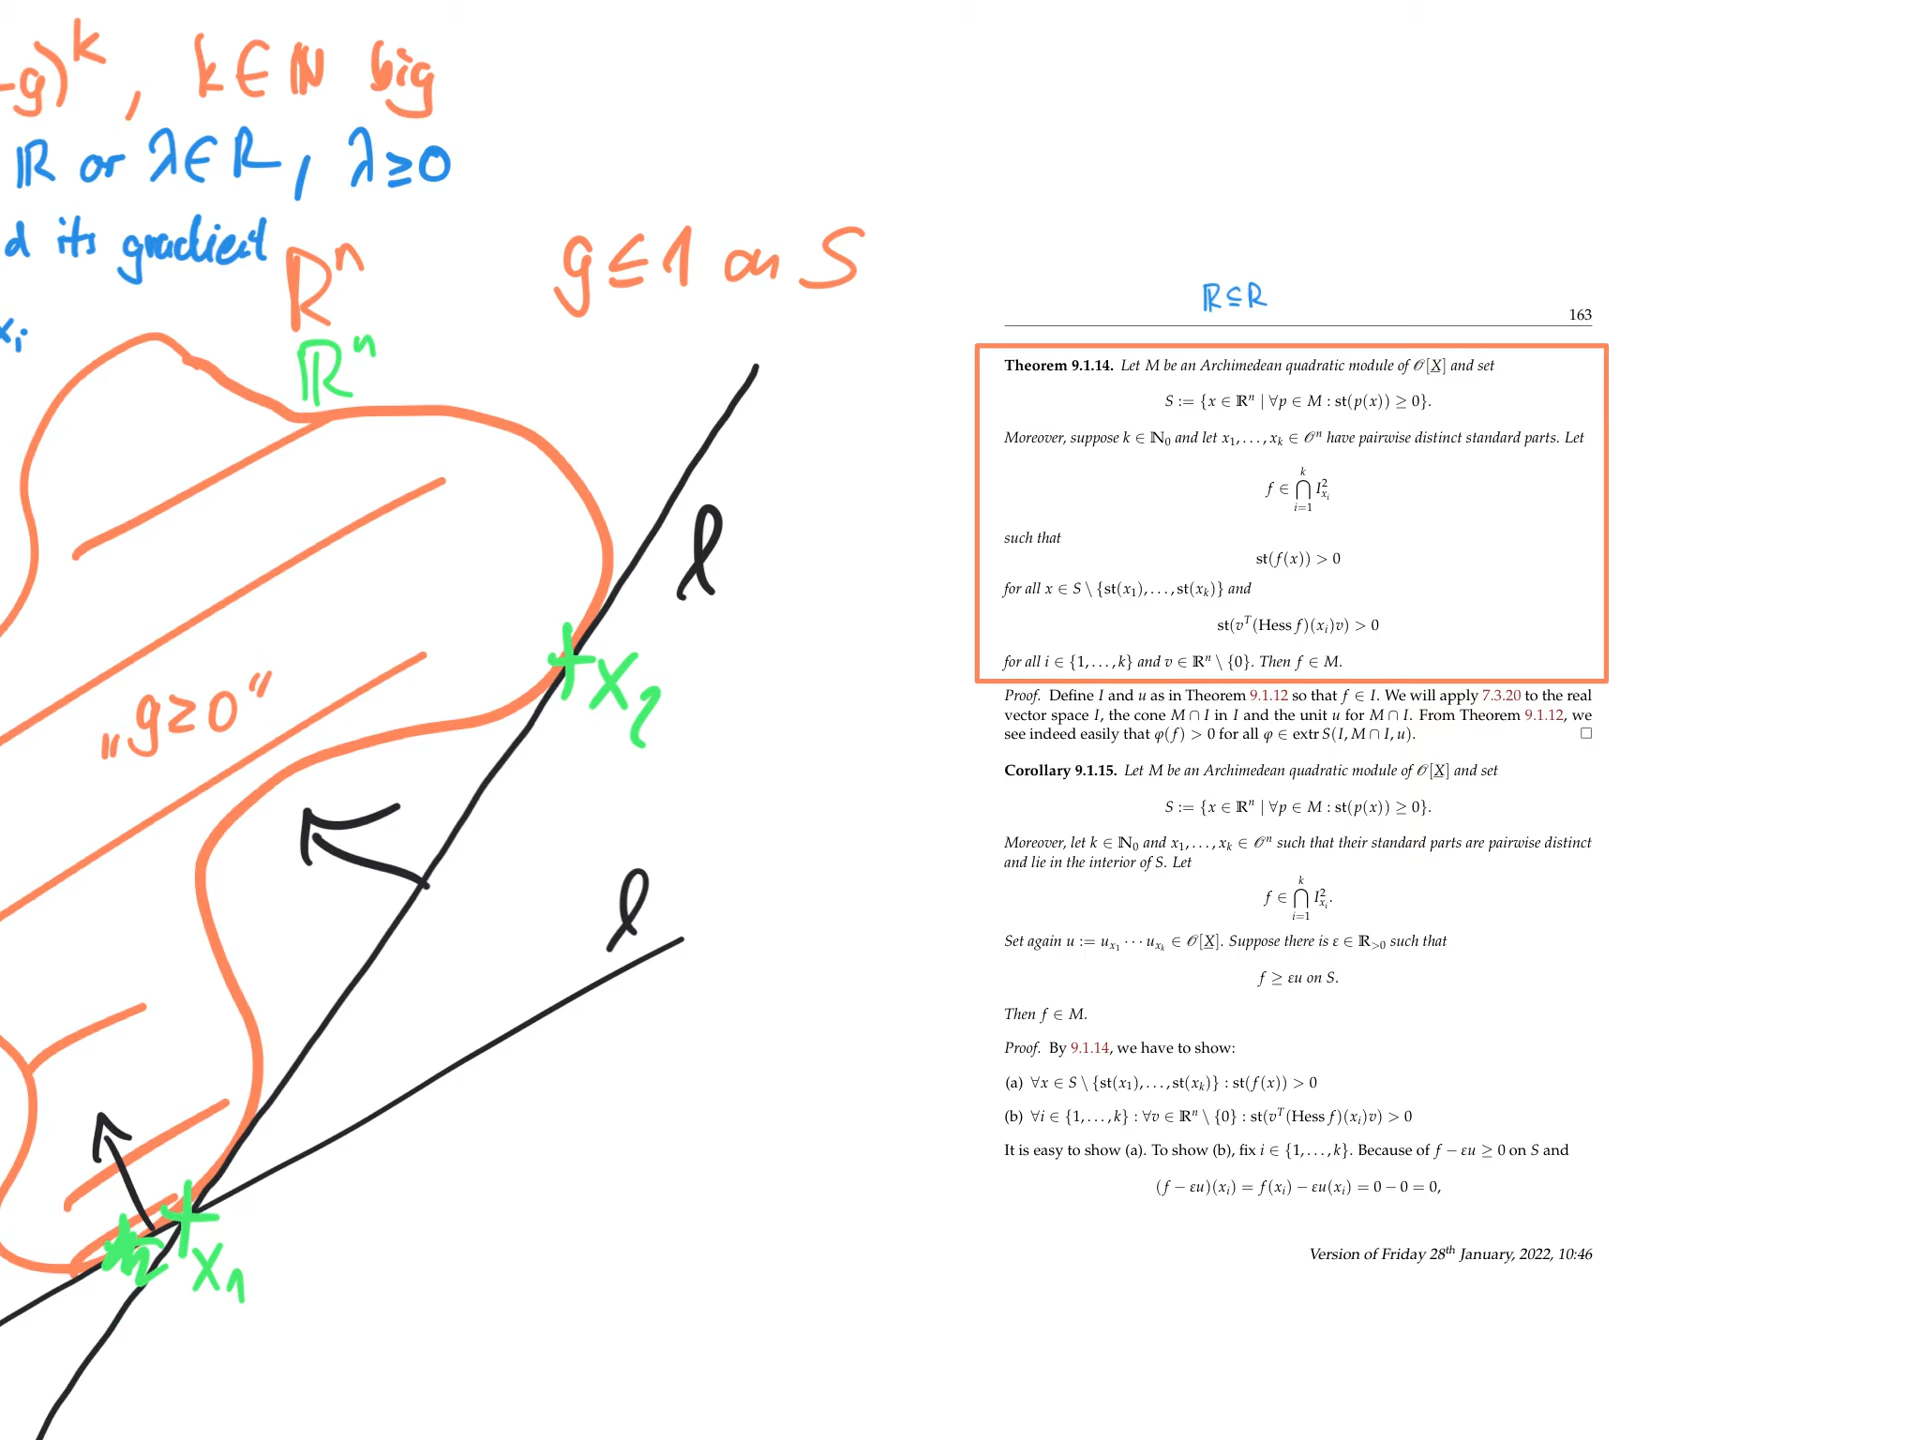 -g)^k, k ∈ ℕ big
ℝ or λ ∈ R, λ ≥ 0
d its gradient
x_i
R^n
ℝ^n
g ≤ 1 on S
ℓ
x_2
„g ≥ 0“
ℓ
x_1
ℝ ⊆ R
163
Theorem 9.1.14. Let M be an Archimedean quadratic module of 𝒪[X] and set
S := {x ∈ ℝ^n | ∀p ∈ M : st(p(x)) ≥ 0}.
Moreover, suppose k ∈ ℕ_0 and let x_1, . . . , x_k ∈ 𝒪^n have pairwise distinct standard parts. Let
f ∈ ⋂_{i=1}^{k} I_{x_i}^2
such that
st(f(x)) > 0
for all x ∈ S \ {st(x_1), . . . , st(x_k)} and
st(v^T(Hess f)(x_i)v) > 0
for all i ∈ {1, . . . , k} and v ∈ ℝ^n \ {0}. Then f ∈ M.
Proof. Define I and u as in Theorem 9.1.12 so that f ∈ I. We will apply 7.3.20 to the real
vector space I, the cone M ∩ I in I and the unit u for M ∩ I. From Theorem 9.1.12, we
see indeed easily that φ(f) > 0 for all φ ∈ extr S(I, M ∩ I, u). □
Corollary 9.1.15. Let M be an Archimedean quadratic module of 𝒪[X] and set
S := {x ∈ ℝ^n | ∀p ∈ M : st(p(x)) ≥ 0}.
Moreover, let k ∈ ℕ_0 and x_1, . . . , x_k ∈ 𝒪^n such that their standard parts are pairwise distinct
and lie in the interior of S. Let
f ∈ ⋂_{i=1}^{k} I_{x_i}^2.
Set again u := u_{x_1} · · · u_{x_k} ∈ 𝒪[X]. Suppose there is ε ∈ ℝ_{>0} such that
f ≥ εu on S.
Then f ∈ M.
Proof. By 9.1.14, we have to show:
(a) ∀x ∈ S \ {st(x_1), . . . , st(x_k)} : st(f(x)) > 0
(b) ∀i ∈ {1, . . . , k} : ∀v ∈ ℝ^n \ {0} : st(v^T(Hess f)(x_i)v) > 0
It is easy to show (a). To show (b), fix i ∈ {1, . . . , k}. Because of f − εu ≥ 0 on S and
(f − εu)(x_i) = f(x_i) − εu(x_i) = 0 − 0 = 0,
Version of Friday 28th January, 2022, 10:46